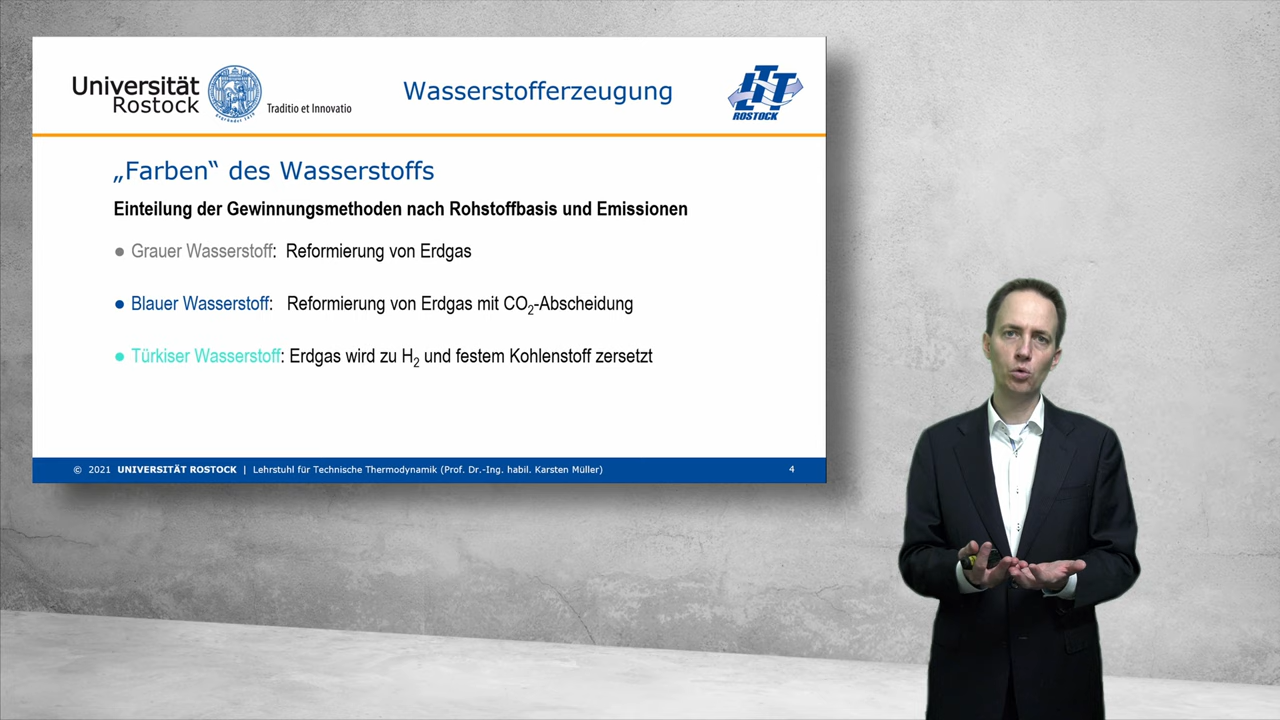 Universität
Rostock
Traditio et Innovatio
Wasserstofferzeugung
LTT
ROSTOCK
„Farben“ des Wasserstoffs
Einteilung der Gewinnungsmethoden nach Rohstoffbasis und Emissionen
● Grauer Wasserstoff: Reformierung von Erdgas
● Blauer Wasserstoff: Reformierung von Erdgas mit CO₂-Abscheidung
● Türkiser Wasserstoff: Erdgas wird zu H₂ und festem Kohlenstoff zersetzt
© 2021 UNIVERSITÄT ROSTOCK | Lehrstuhl für Technische Thermodynamik (Prof. Dr.-Ing. habil. Karsten Müller)
4